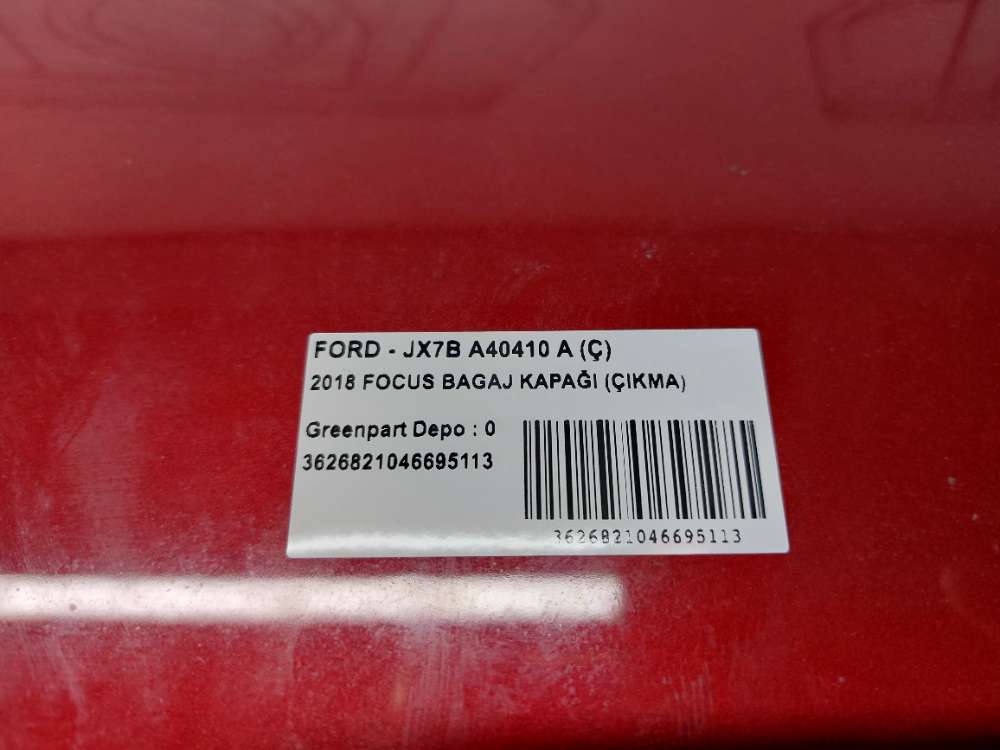 FORD - JX7B A40410 A (Ç)
2018 FOCUS BAGAJ KAPAĞI (ÇIKMA)
Greenpart Depo : 0
3626821046695113
3626821046695113